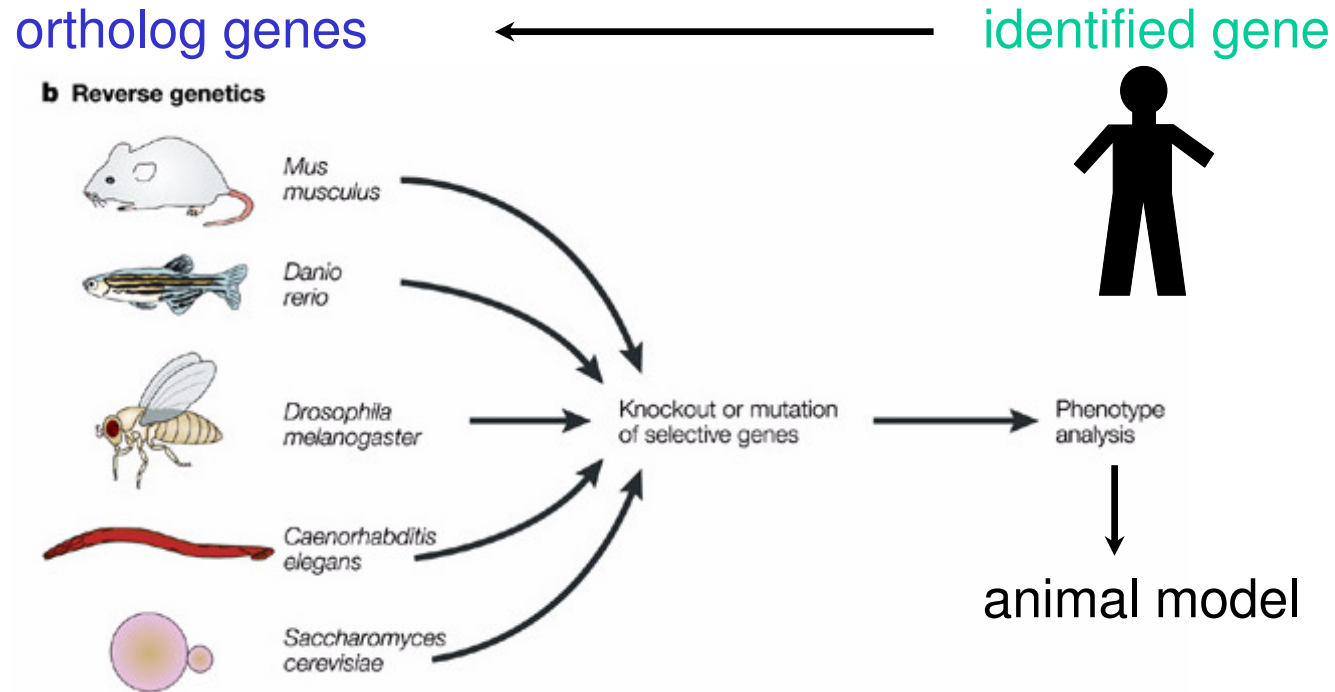 ortholog genes
identified gene
b Reverse genetics
Mus
musculus
Danio
rerio
Drosophila
melanogaster
Knockout or mutation
of selective genes
Phenotype
analysis
Caenorhabditis
elegans
animal model
Saccharomyces
cerevisiae